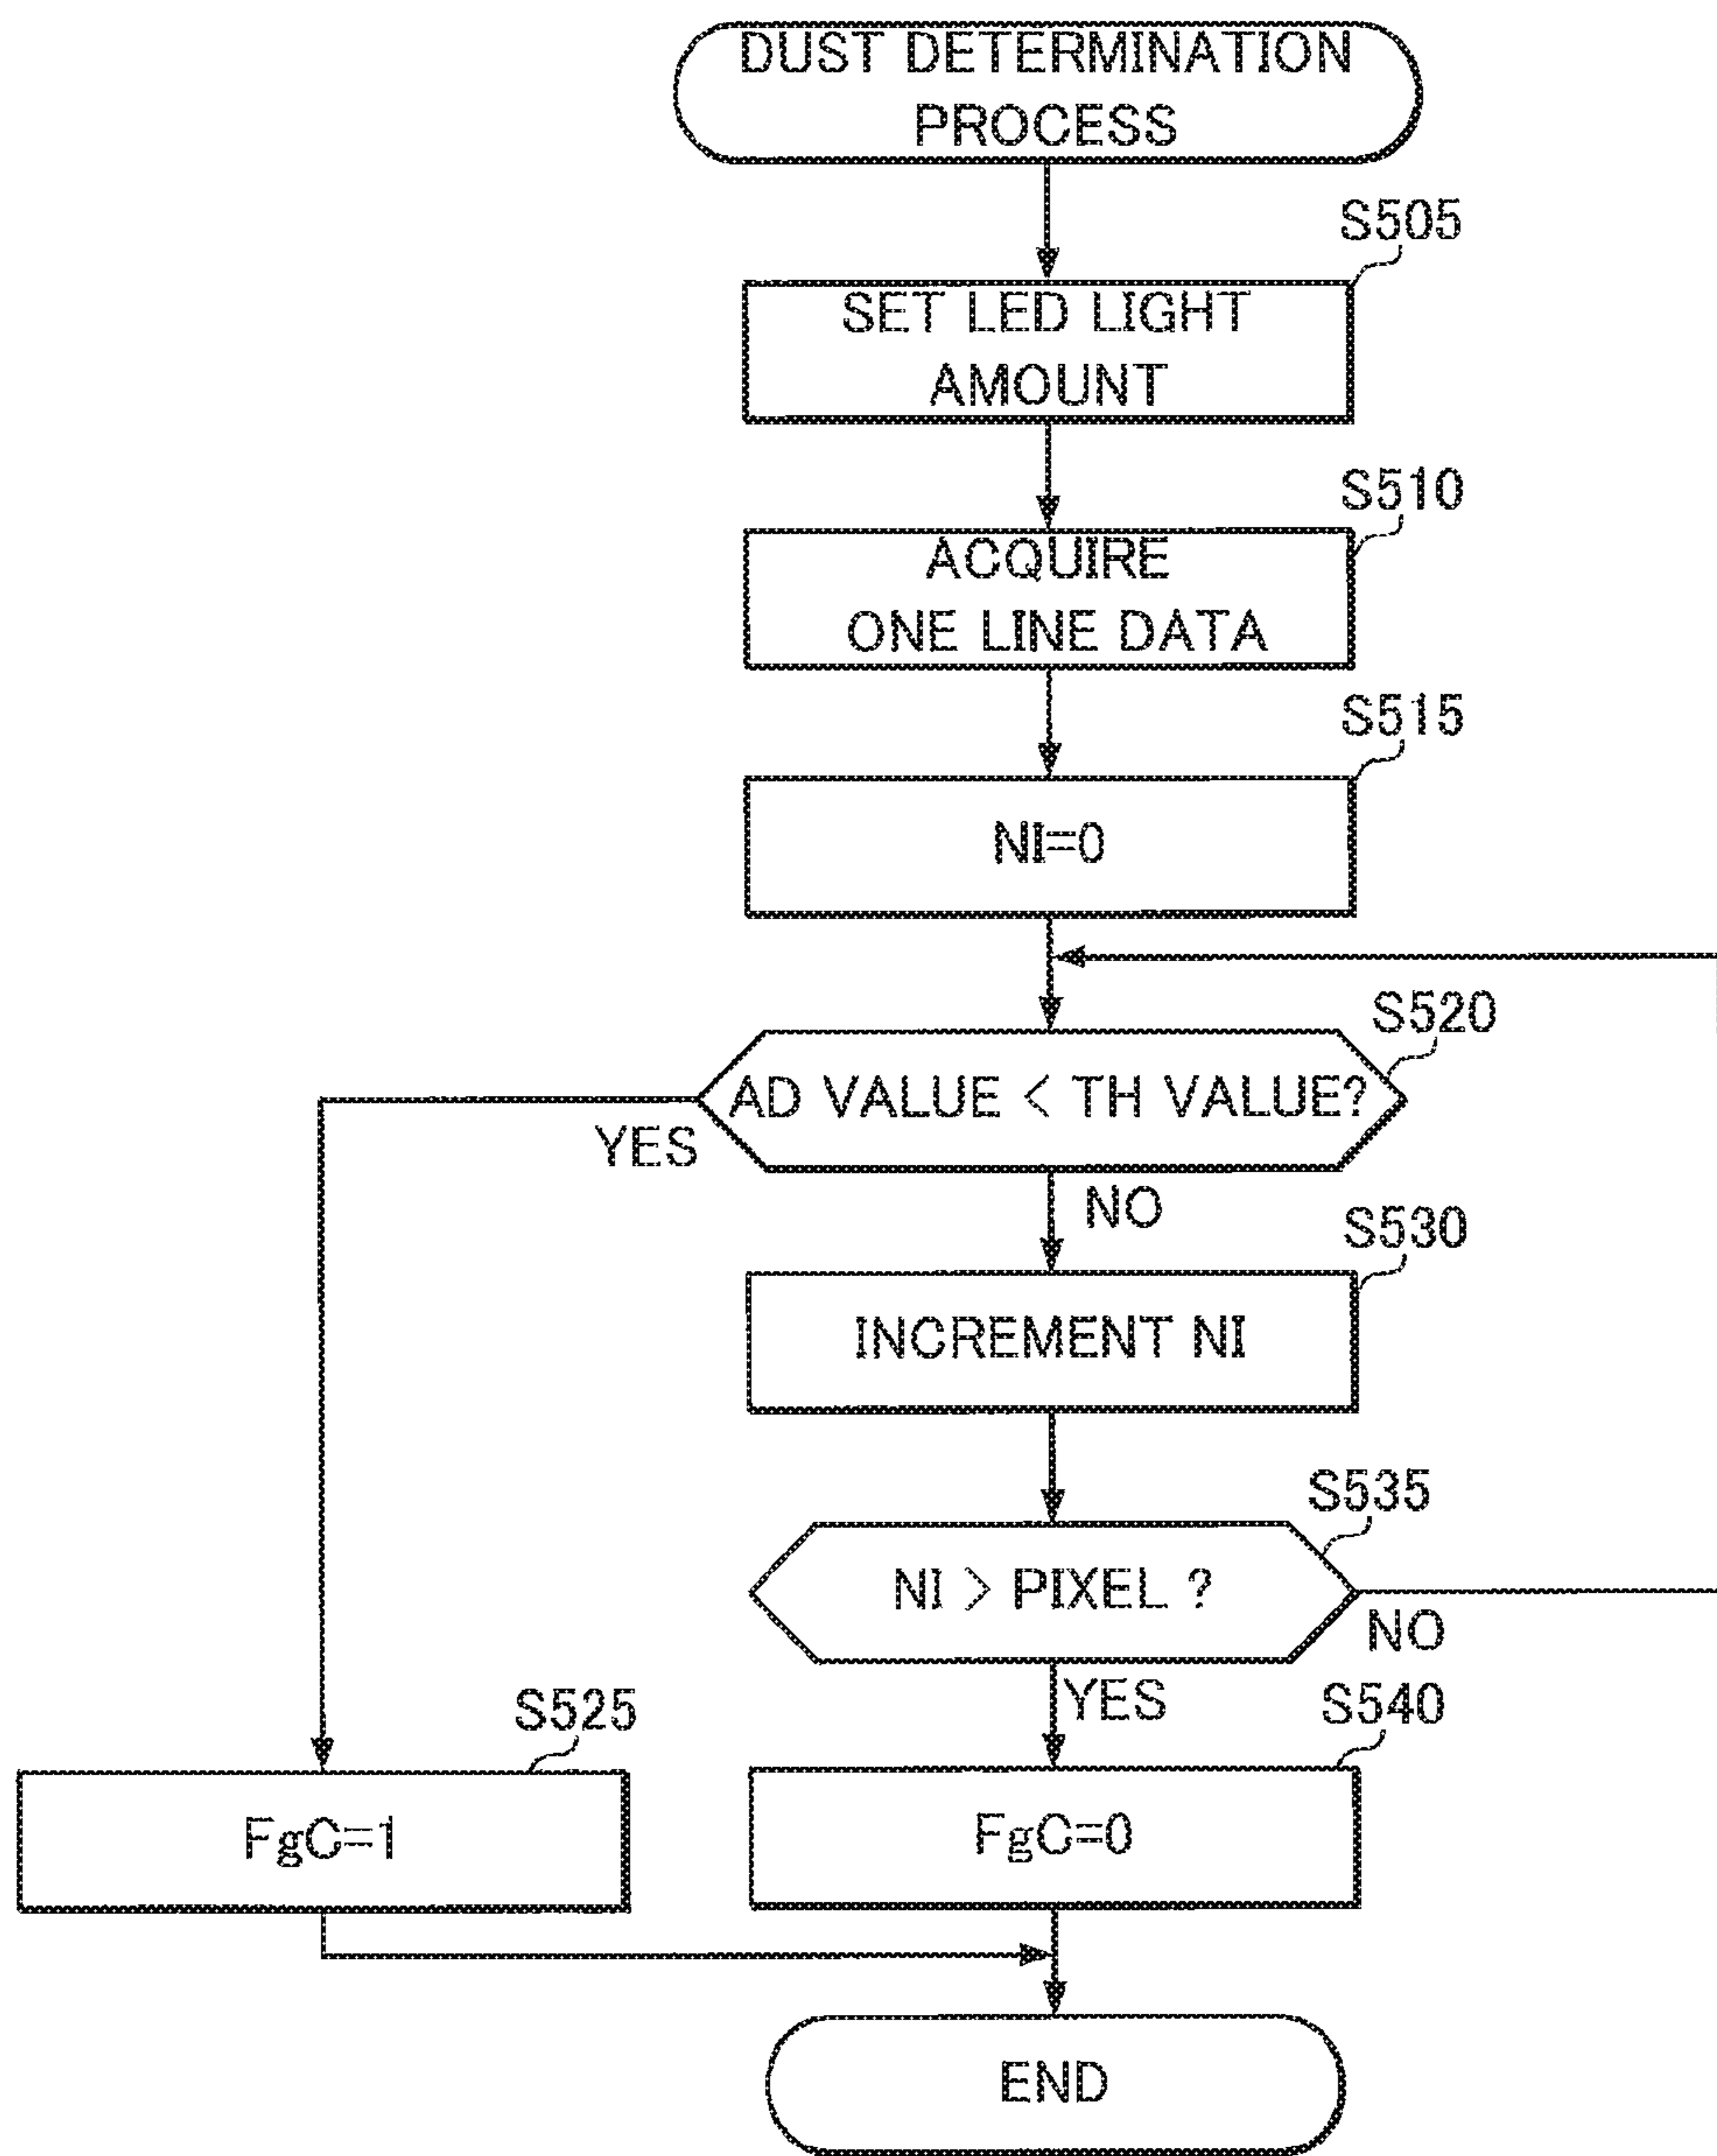 DUST DETERMINATION
PROCESS
S505
SET LED LIGHT
AMOUNT
S510
ACQUIRE
ONE LINE DATA
S515
NI=0
S520
AD VALUE < TH VALUE?
YES
NO
S530
INCREMENT NI
S535
NI > PIXEL ?
NO
YES
S525
S540
FgC=1
FgC=0
END